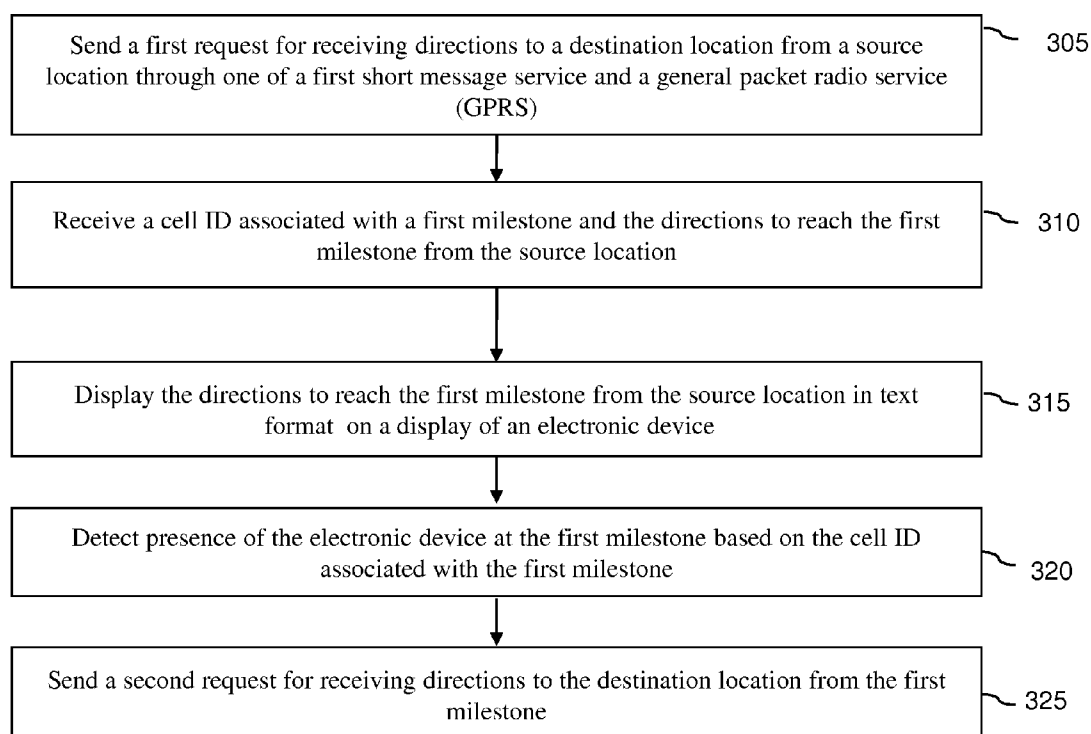 Send a first request for receiving directions to a destination location from a source
location through one of a first short message service and a general packet radio service
(GPRS)
305
Receive a cell ID associated with a first milestone and the directions to reach the first
milestone from the source location
310
Display the directions to reach the first milestone from the source location in text
format on a display of an electronic device
315
Detect presence of the electronic device at the first milestone based on the cell ID
associated with the first milestone
320
Send a second request for receiving directions to the destination location from the first
milestone
325